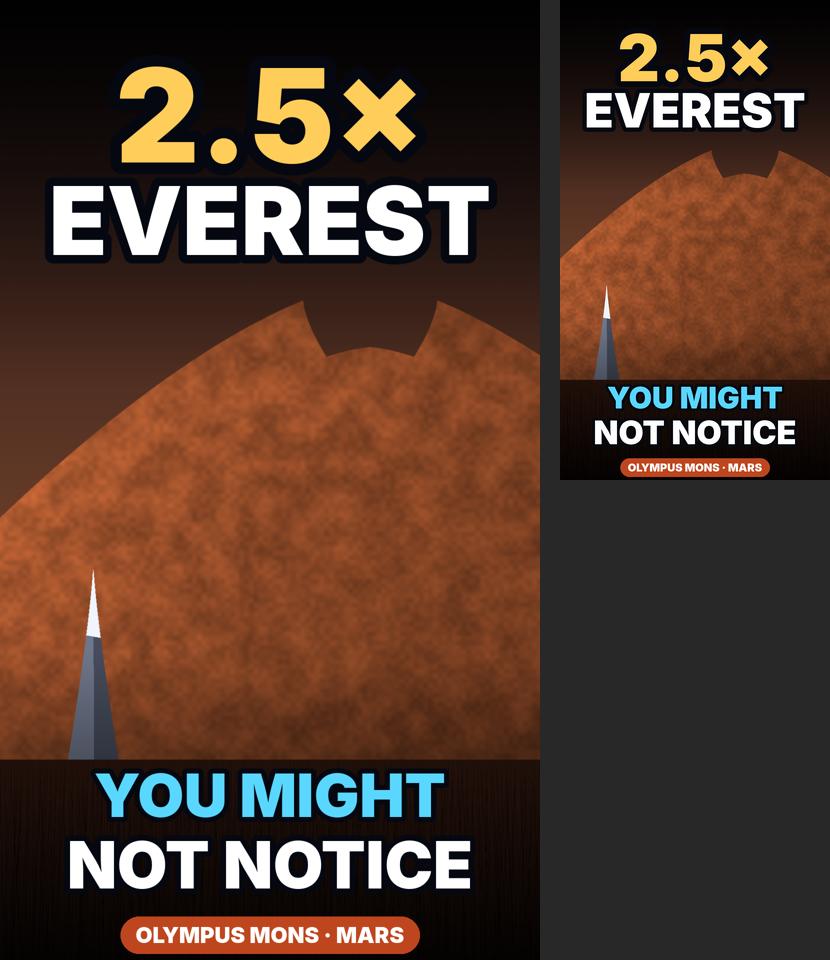 2.5×
EVEREST
YOU MIGHT
NOT NOTICE
OLYMPUS MONS · MARS
2.5×
EVEREST
YOU MIGHT
NOT NOTICE
OLYMPUS MONS · MARS